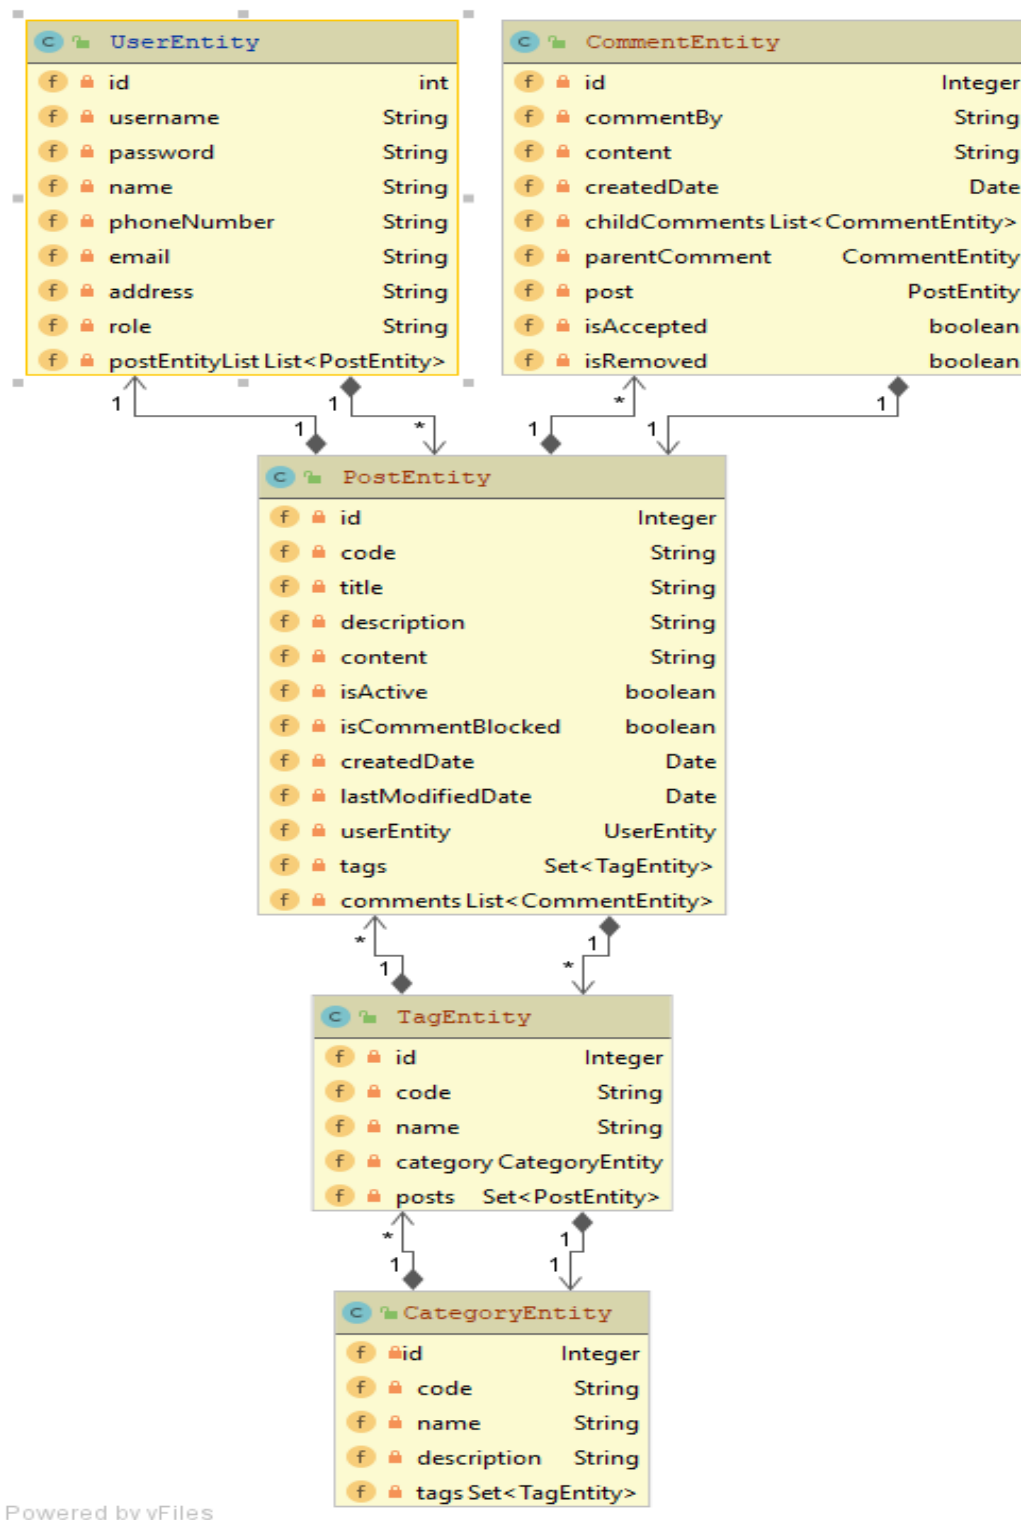 UserEntity
id int
username String
password String
name String
phoneNumber String
email String
address String
role String
postEntityList List<PostEntity>
CommentEntity
id Integer
commentBy String
content String
createdDate Date
childComments List<CommentEntity>
parentComment CommentEntity
post PostEntity
isAccepted boolean
isRemoved boolean
1 1 * 1
1 * 1 1
PostEntity
id Integer
code String
title String
description String
content String
isActive boolean
isCommentBlocked boolean
createdDate Date
lastModifiedDate Date
userEntity UserEntity
tags Set<TagEntity>
comments List<CommentEntity>
* 1
1 *
TagEntity
id Integer
code String
name String
category CategoryEntity
posts Set<PostEntity>
* 1
1 1
CategoryEntity
id Integer
code String
name String
description String
tags Set<TagEntity>
Powered by yFiles